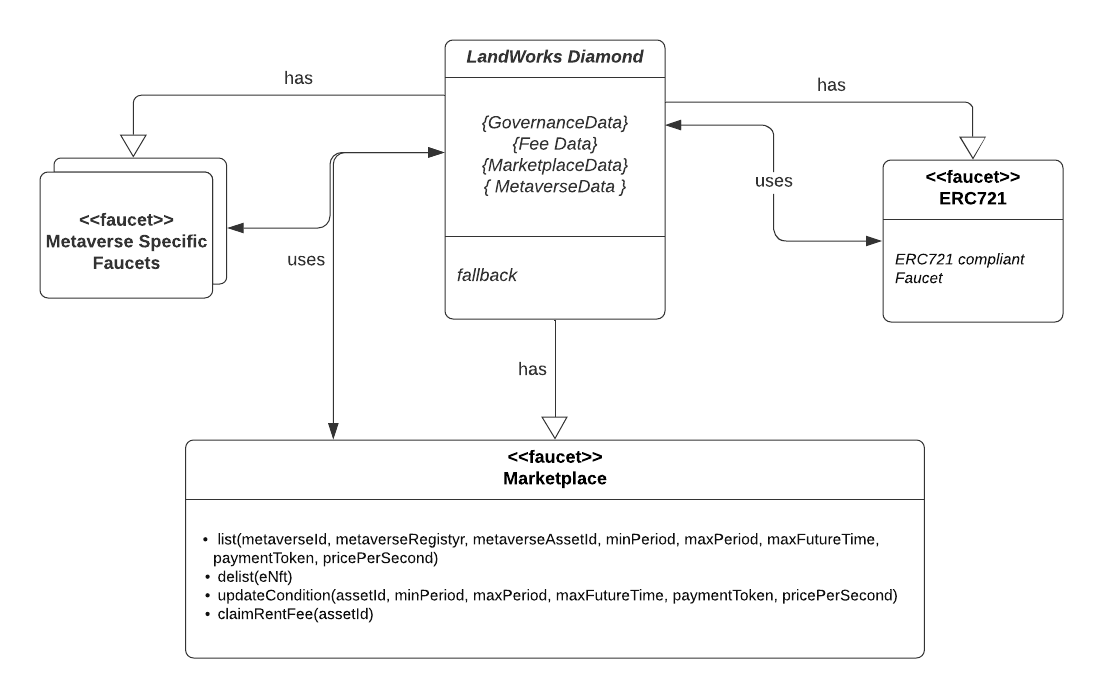 LandWorks Diamond
{GovernanceData}
{Fee Data}
{MarketplaceData}
{ MetaverseData }
fallback
has
has
<<faucet>>
Metaverse Specific
Faucets
uses
uses
<<faucet>>
ERC721
ERC721 compliant
Faucet
has
<<faucet>>
Marketplace
• list(metaverseId, metaverseRegistyr, metaverseAssetId, minPeriod, maxPeriod, maxFutureTime,
paymentToken, pricePerSecond)
• delist(eNft)
• updateCondition(assetId, minPeriod, maxPeriod, maxFutureTime, paymentToken, pricePerSecond)
• claimRentFee(assetId)